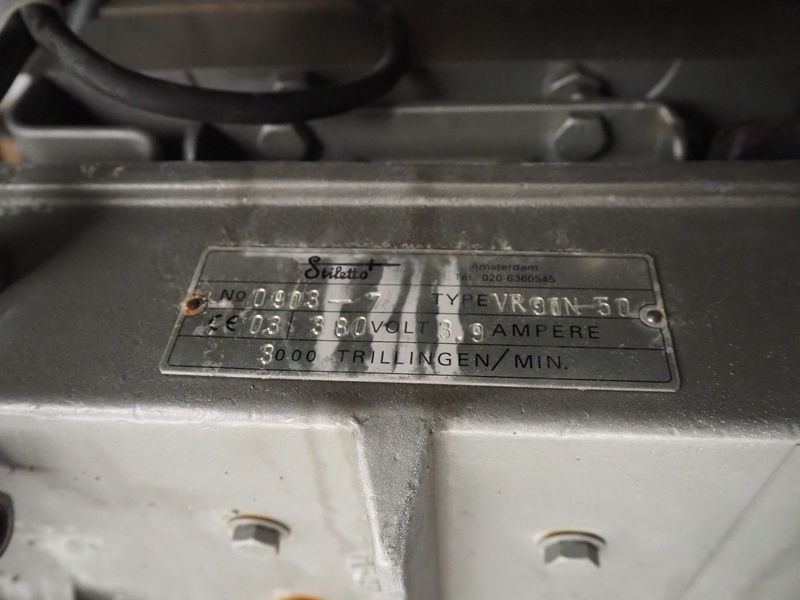 Stiletto Amsterdam
Tel. 020-6360545
No 0903-7 TYPE VR90N-50
CE 03 380 VOLT 3,9 AMPERE
3000 TRILLINGEN/MIN.